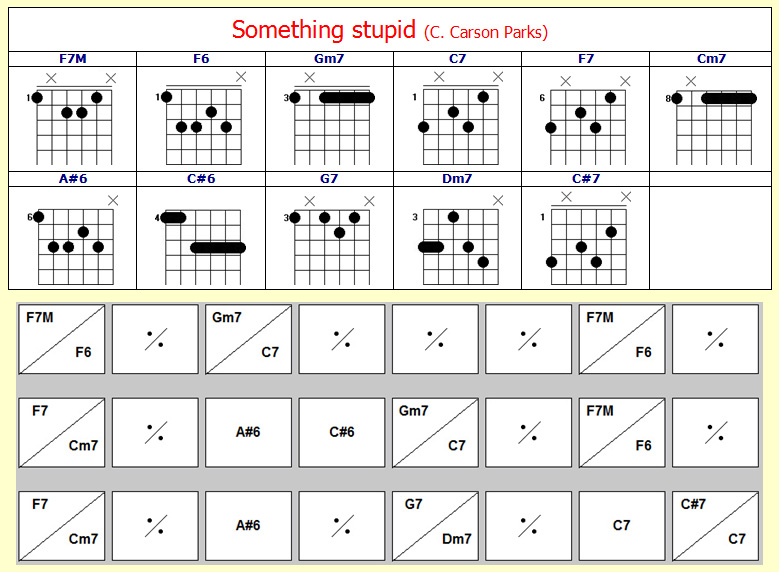 Something stupid (C. Carson Parks)
F7M F6 Gm7 C7 F7 Cm7
1 1 3 1 6 8
A#6 C#6 G7 Dm7 C#7
6 4 3 3 1
F7M F6 ٪ Gm7 C7 ٪ ٪ ٪ F7M F6 ٪
F7 Cm7 ٪ A#6 C#6 Gm7 C7 ٪ F7M F6 ٪
F7 Cm7 ٪ A#6 ٪ G7 Dm7 ٪ C7 C#7 C7